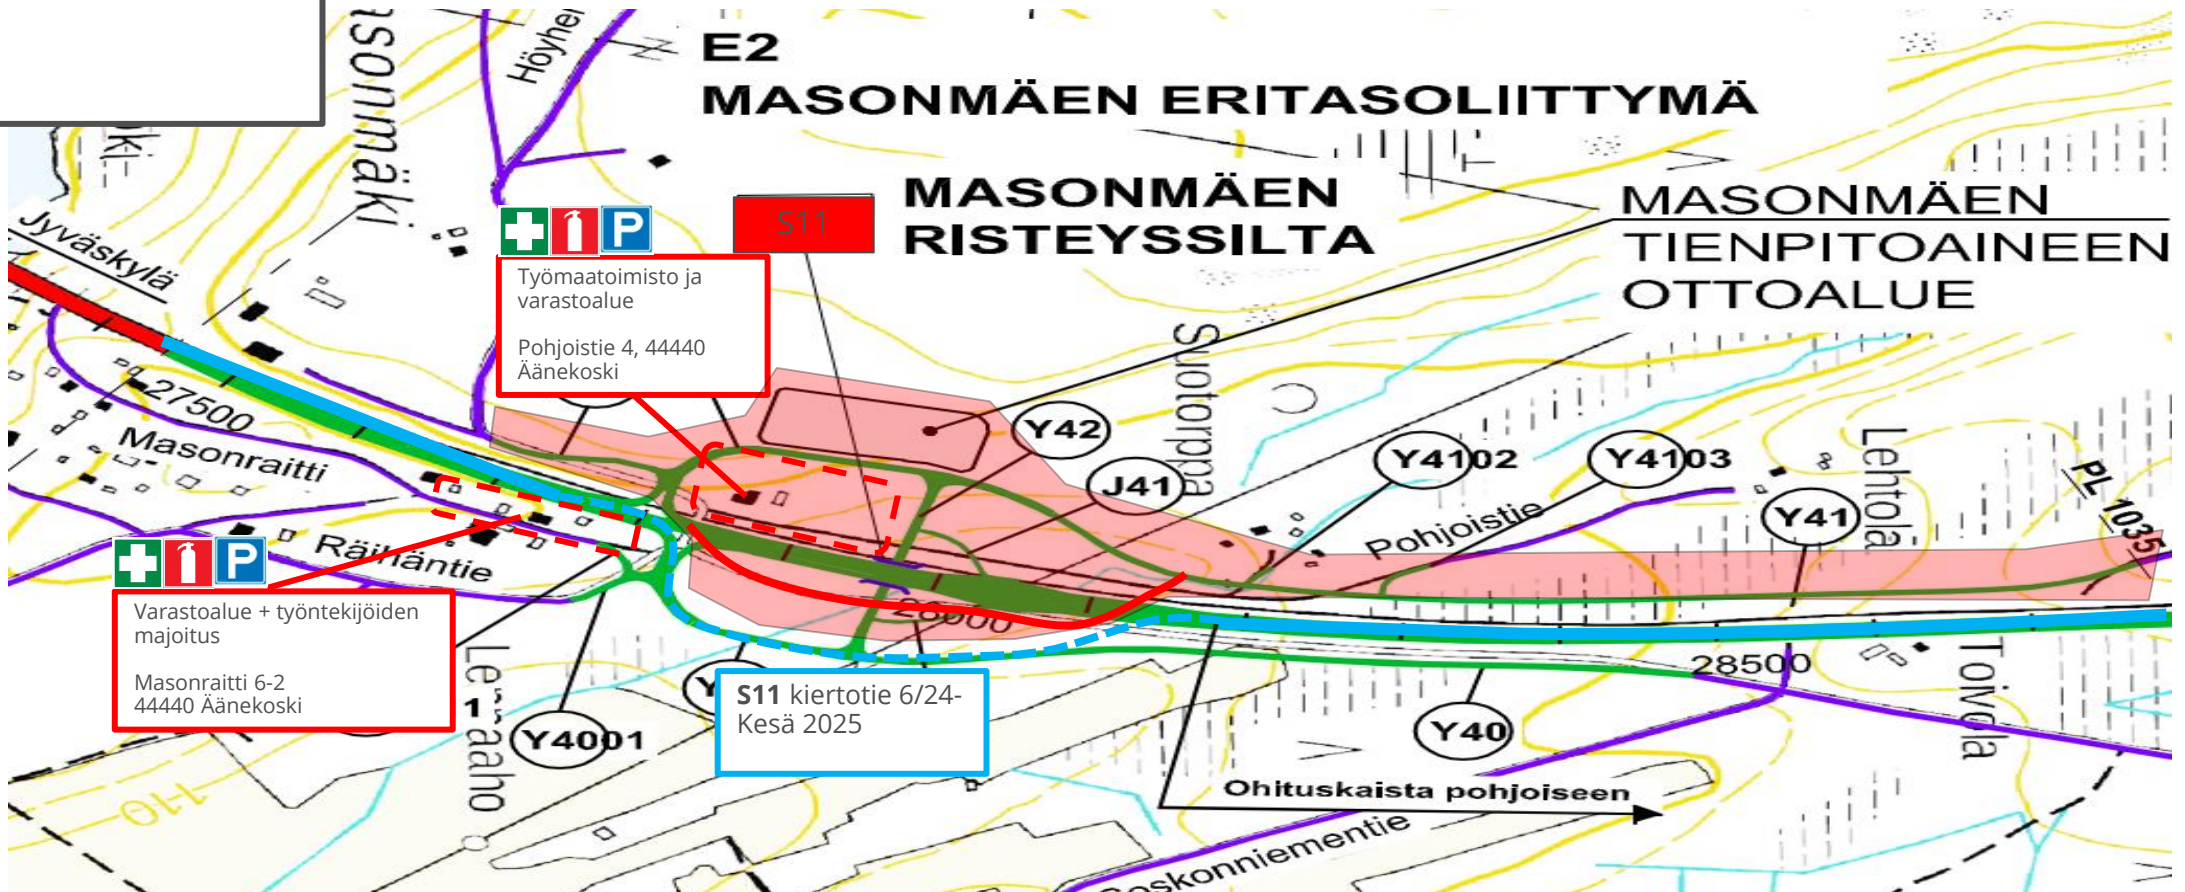 E2
MASONMÄEN ERITASOLIITTYMÄ
MASONMÄEN
RISTEYSSILTA
MASONMÄEN
TIENPITOAINEEN
OTTOALUE
S11
P
Työmaatoimisto ja
varastoalue
Pohjoistie 4, 44440
Äänekoski
Jyväskylä
27500
Masonraitti
Räihäntie
Suotorppa
Y42
J41
Y4102
Y4103
Y41
Lehtola
PL 1035
Pohjoistie
P
Varastoalue + työntekijöiden
majoitus
Masonraitti 6-2
44440 Äänekoski
28000
28500
Toivola
S11 kiertotie 6/24-
Kesä 2025
Y4001
Y40
Ohituskaista pohjoiseen
110